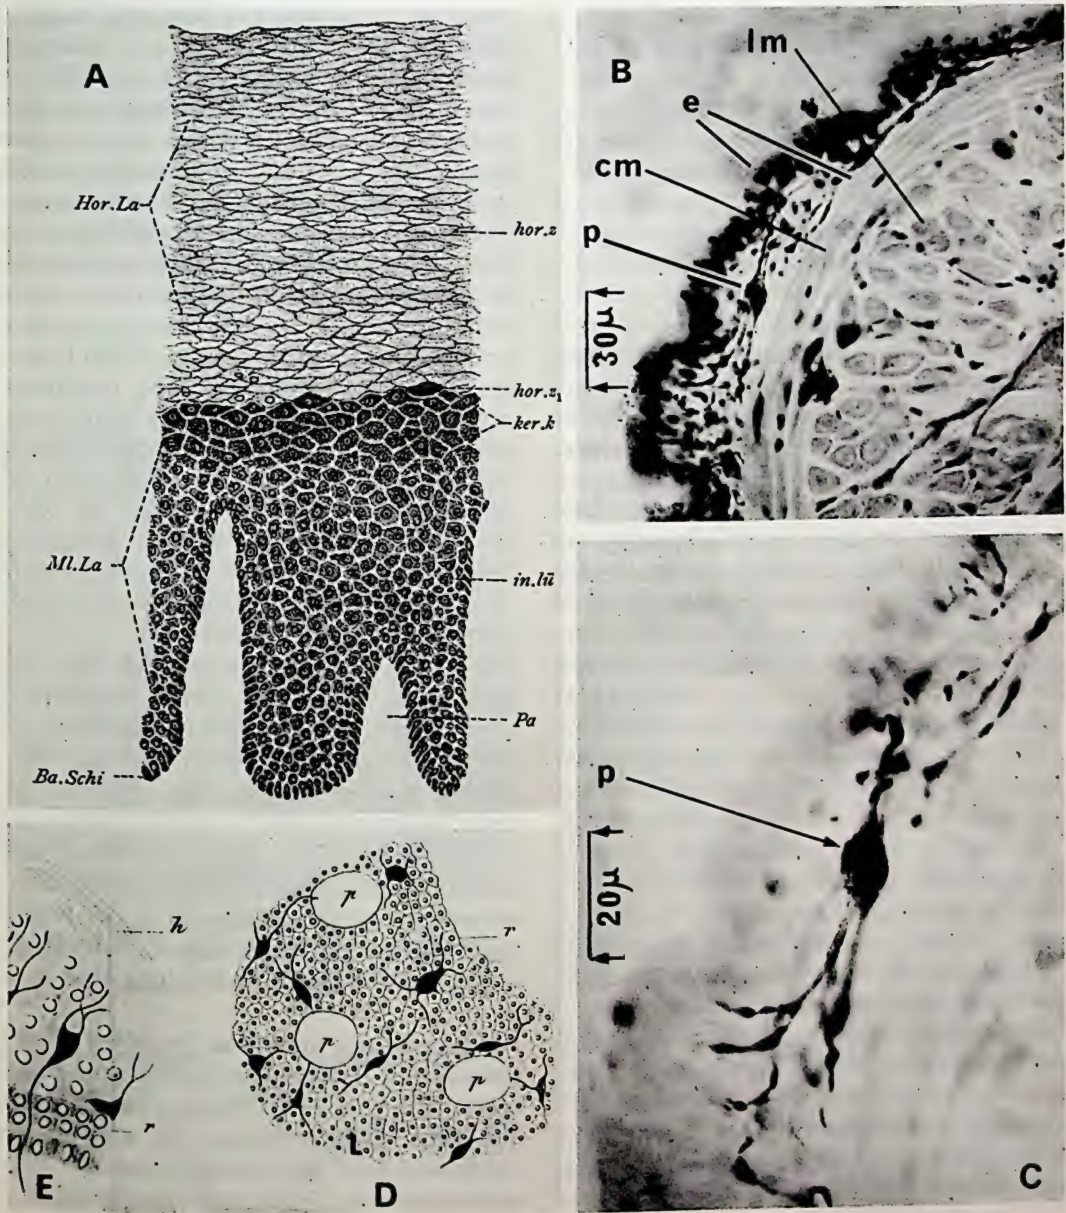 A
Hor.La
hor.z
hor.z₁
ker.k
Ml.La
in.lü
Pa
Ba.Schi
B
lm
e
cm
p
30µ
p
20µ
C
h
r
E
p
r
p
p
D